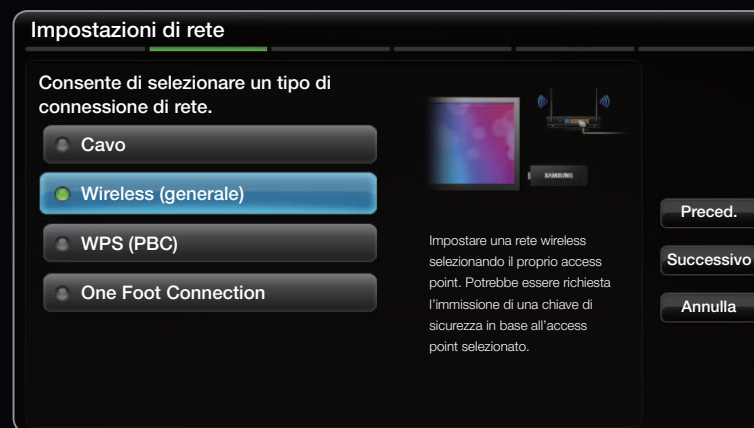 Impostazioni di rete
Consente di selezionare un tipo di
connessione di rete.
Cavo
Wireless (generale)
WPS (PBC)
One Foot Connection
SAMSUNG
Impostare una rete wireless
selezionando il proprio access
point. Potrebbe essere richiesta
l’immissione di una chiave di
sicurezza in base all’access
point selezionato.
Preced.
Successivo
Annulla